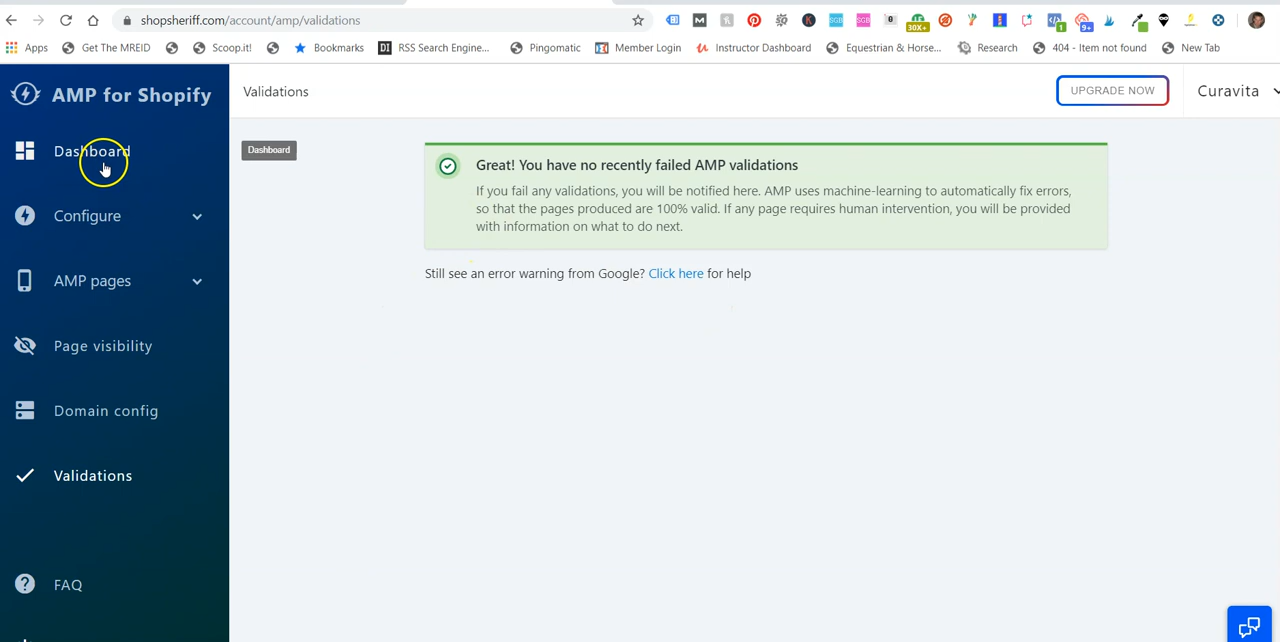 shopsheriff.com/account/amp/validations
30X+
1
9+
Apps
Get The MREID
Scoop.it!
Bookmarks
DI
RSS Search Engine...
Pingomatic
Member Login
Instructor Dashboard
Equestrian & Horse...
Research
404 - Item not found
New Tab
AMP for Shopify
Validations
UPGRADE NOW
Curavita
Dashboard
Dashboard
Great! You have no recently failed AMP validations
If you fail any validations, you will be notified here. AMP uses machine-learning to automatically fix errors,
so that the pages produced are 100% valid. If any page requires human intervention, you will be provided
with information on what to do next.
Configure
Still see an error warning from Google? Click here for help
AMP pages
Page visibility
Domain config
Validations
FAQ